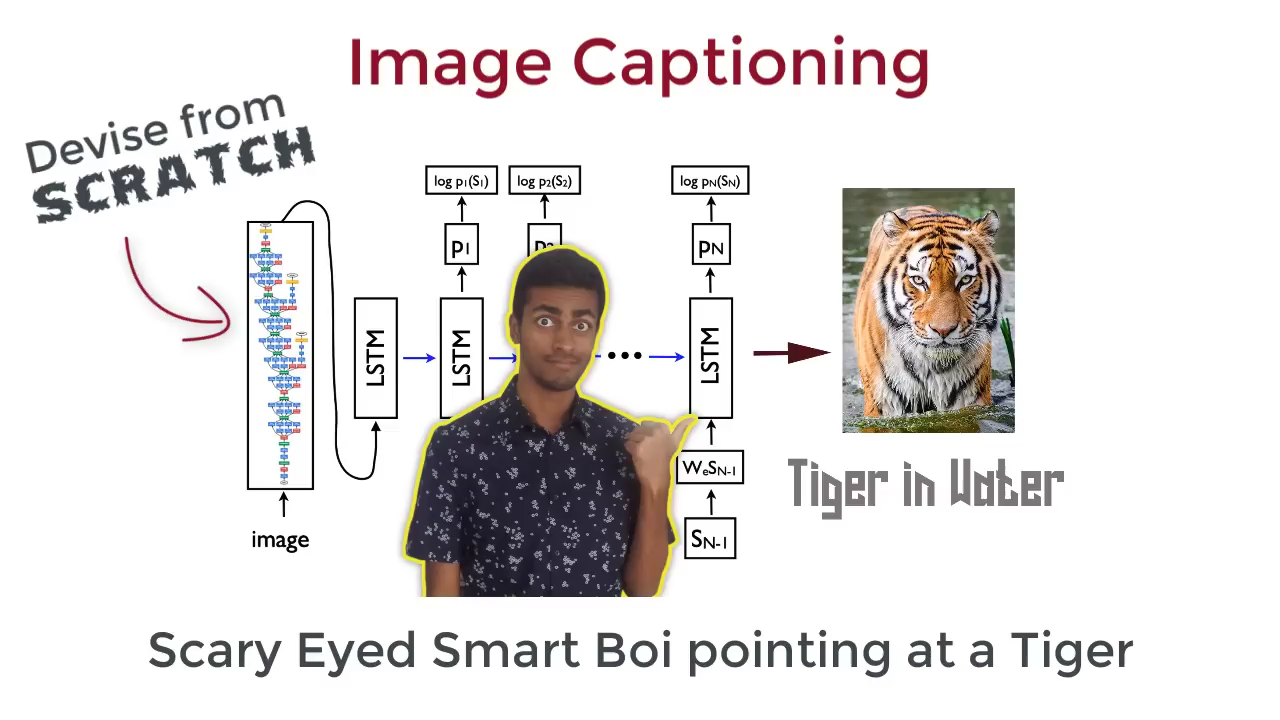 Image Captioning
Devise from
SCRATCH
log p1(S1)
log p2(S2)
log pN(SN)
p1
p2
pN
LSTM
LSTM
LSTM
WeSN-1
SN-1
image
Tiger in Water
Scary Eyed Smart Boi pointing at a Tiger